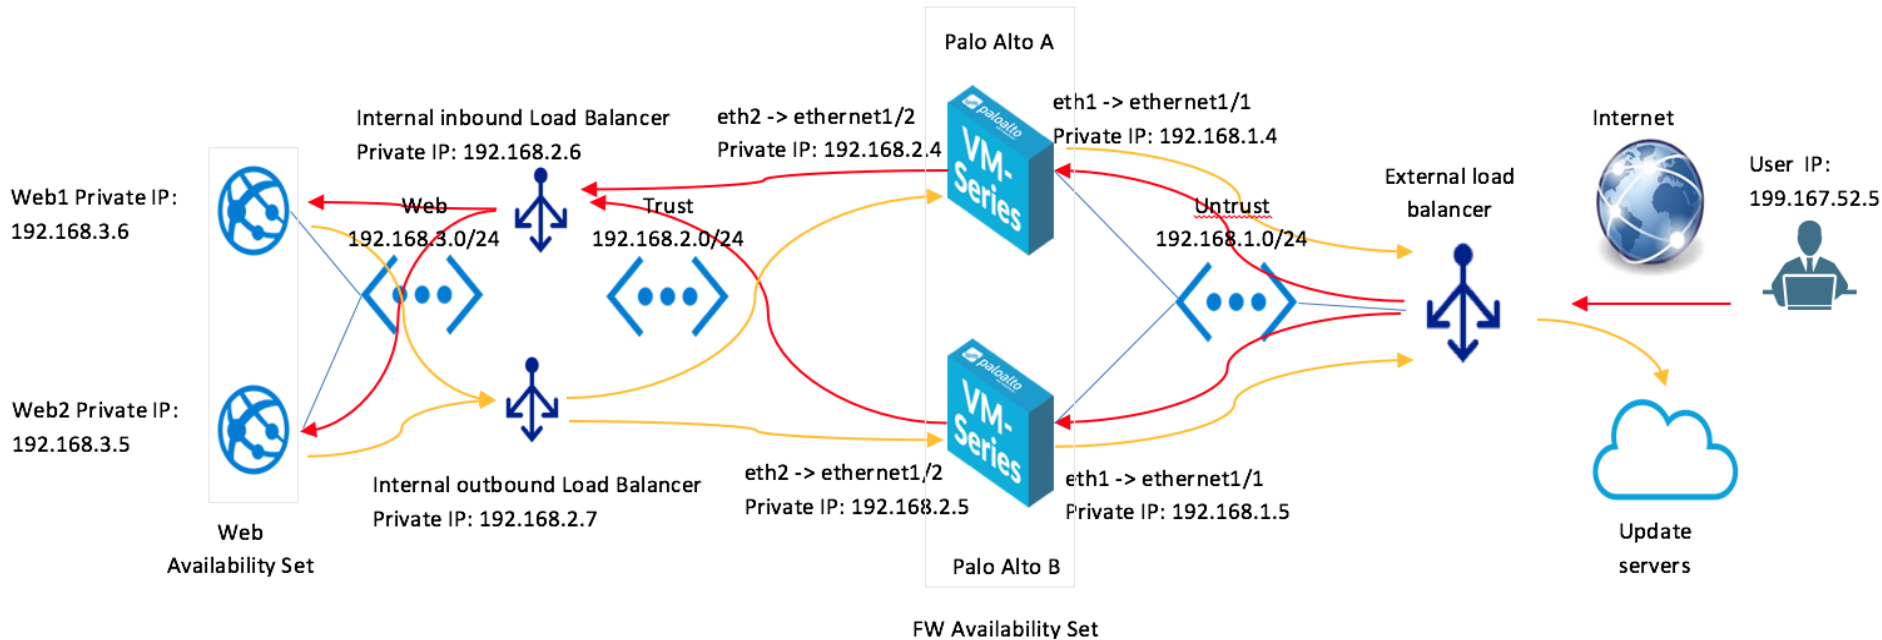 Palo Alto A
eth1 -> ethernet1/1
Private IP: 192.168.1.4
Internal inbound Load Balancer
Private IP: 192.168.2.6
eth2 -> ethernet1/2
Private IP: 192.168.2.4
paloalto
VM-
Series
Internet
User IP:
199.167.52.5
External load
balancer
Web1 Private IP:
192.168.3.6
Web
192.168.3.0/24
Trust
192.168.2.0/24
Untrust
192.168.1.0/24
paloalto
VM-
Series
Web2 Private IP:
192.168.3.5
Internal outbound Load Balancer
Private IP: 192.168.2.7
eth2 -> ethernet1/2
Private IP: 192.168.2.5
eth1 -> ethernet1/1
Private IP: 192.168.1.5
Web
Availability Set
Palo Alto B
Update
servers
FW Availability Set